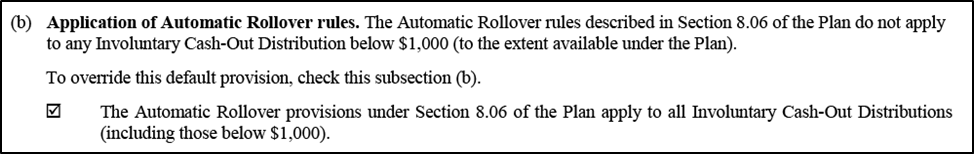 (b) Application of Automatic Rollover rules. The Automatic Rollover rules described in Section 8.06 of the Plan do not apply
to any Involuntary Cash-Out Distribution below $1,000 (to the extent available under the Plan).
To override this default provision, check this subsection (b).
☑ The Automatic Rollover provisions under Section 8.06 of the Plan apply to all Involuntary Cash-Out Distributions
(including those below $1,000).